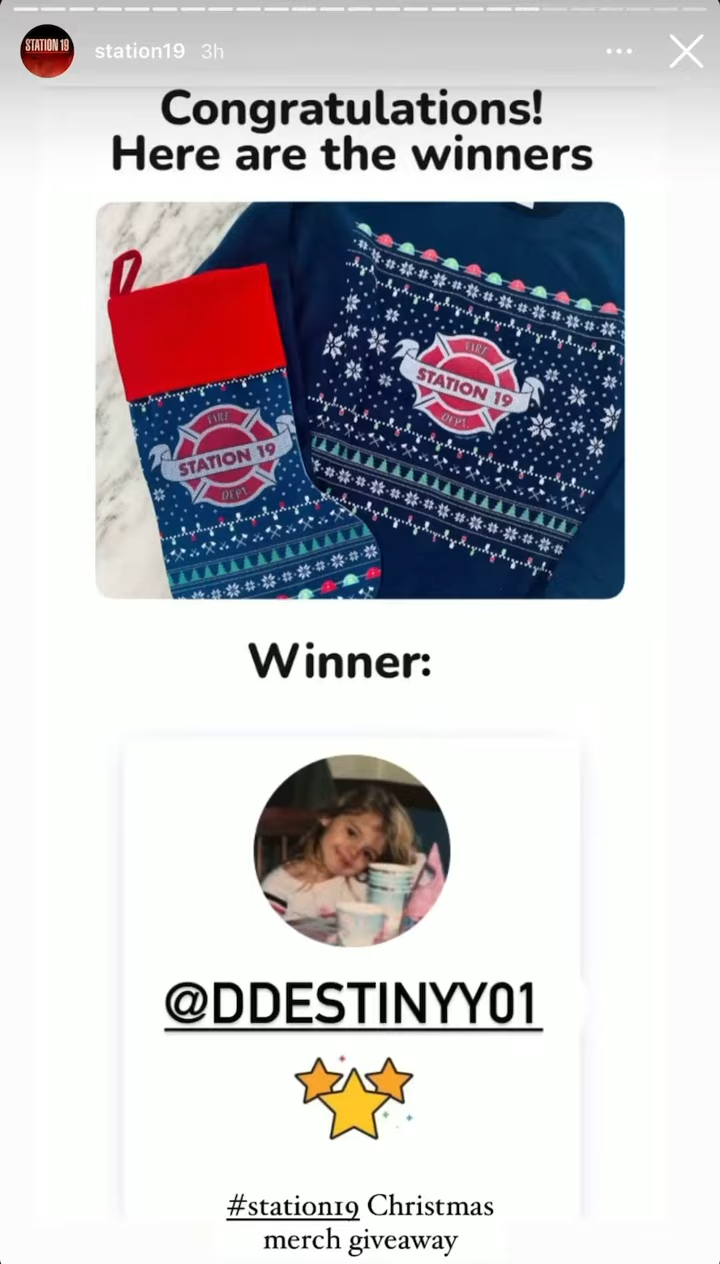 STATION 19
station19 3h
Congratulations!
Here are the winners
FIRE
STATION 19
DEPT.
FIRE
STATION 19
DEPT.
Winner:
@DDESTINYY01
#station19 Christmas
merch giveaway